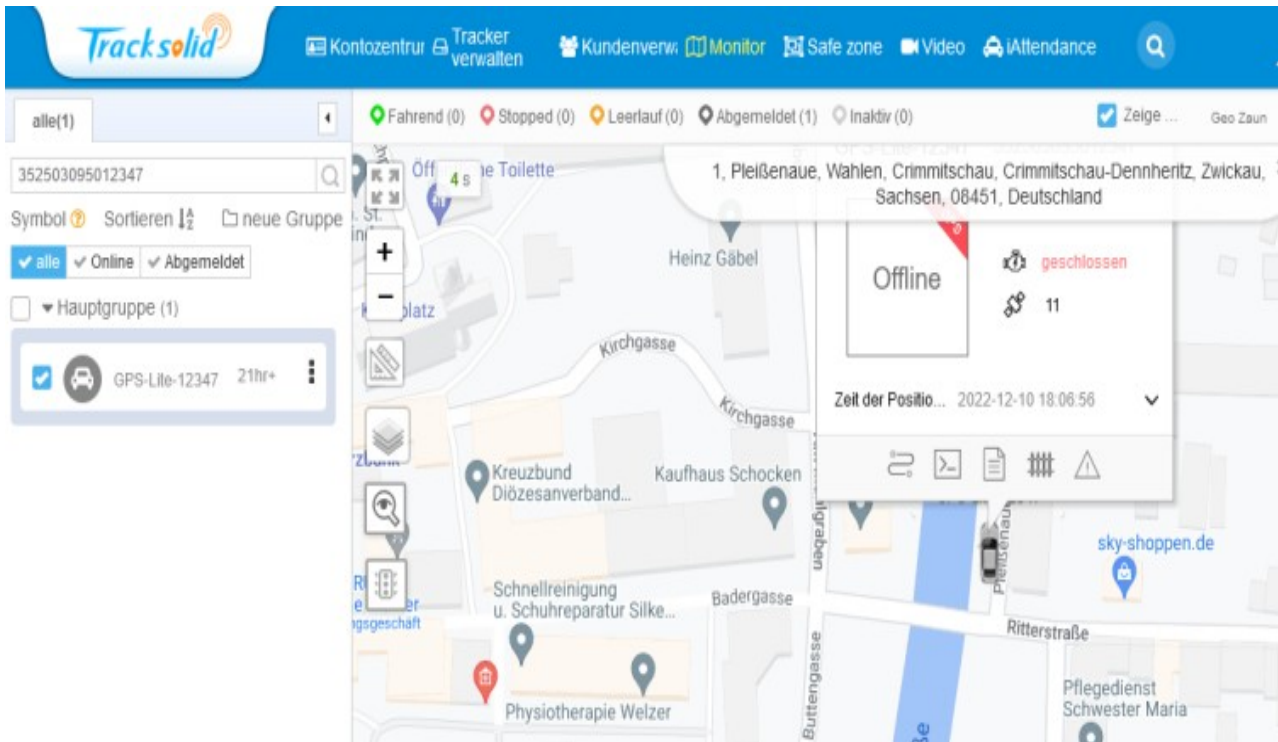 Tracksolid
Kontozentrur
Tracker
verwalten
Kundenverwa
Monitor
Safe zone
Video
iAttendance
alle(1)
Fahrend (0)
Stopped (0)
Leerlauf (0)
Abgemeldet (1)
Inaktiv (0)
Zeige ...
Geo Zaun
352503095012347
Symbol
Sortieren
neue Gruppe
alle
Online
Abgemeldet
Hauptgruppe (1)
GPS-Lite-12347 21hr+
4 s
e Toilette
1, Pleißenaue, Wahlen, Crimmitschau, Crimmitschau-Dennheritz, Zwickau,
Sachsen, 08451, Deutschland
Offline
geschlossen
11
Zeit der Positio... 2022-12-10 18:06:56
Heinz Gäbel
platz
Kirchgasse
Kirchgasse
Kreuzbund
Diözesanverband...
Kaufhaus Schocken
sky-shoppen.de
Schnellreinigung
u. Schuhreparatur Silke...
Badergasse
Ritterstraße
Buttengasse
Physiotherapie Welzer
Pflegedienst
Schwester Maria